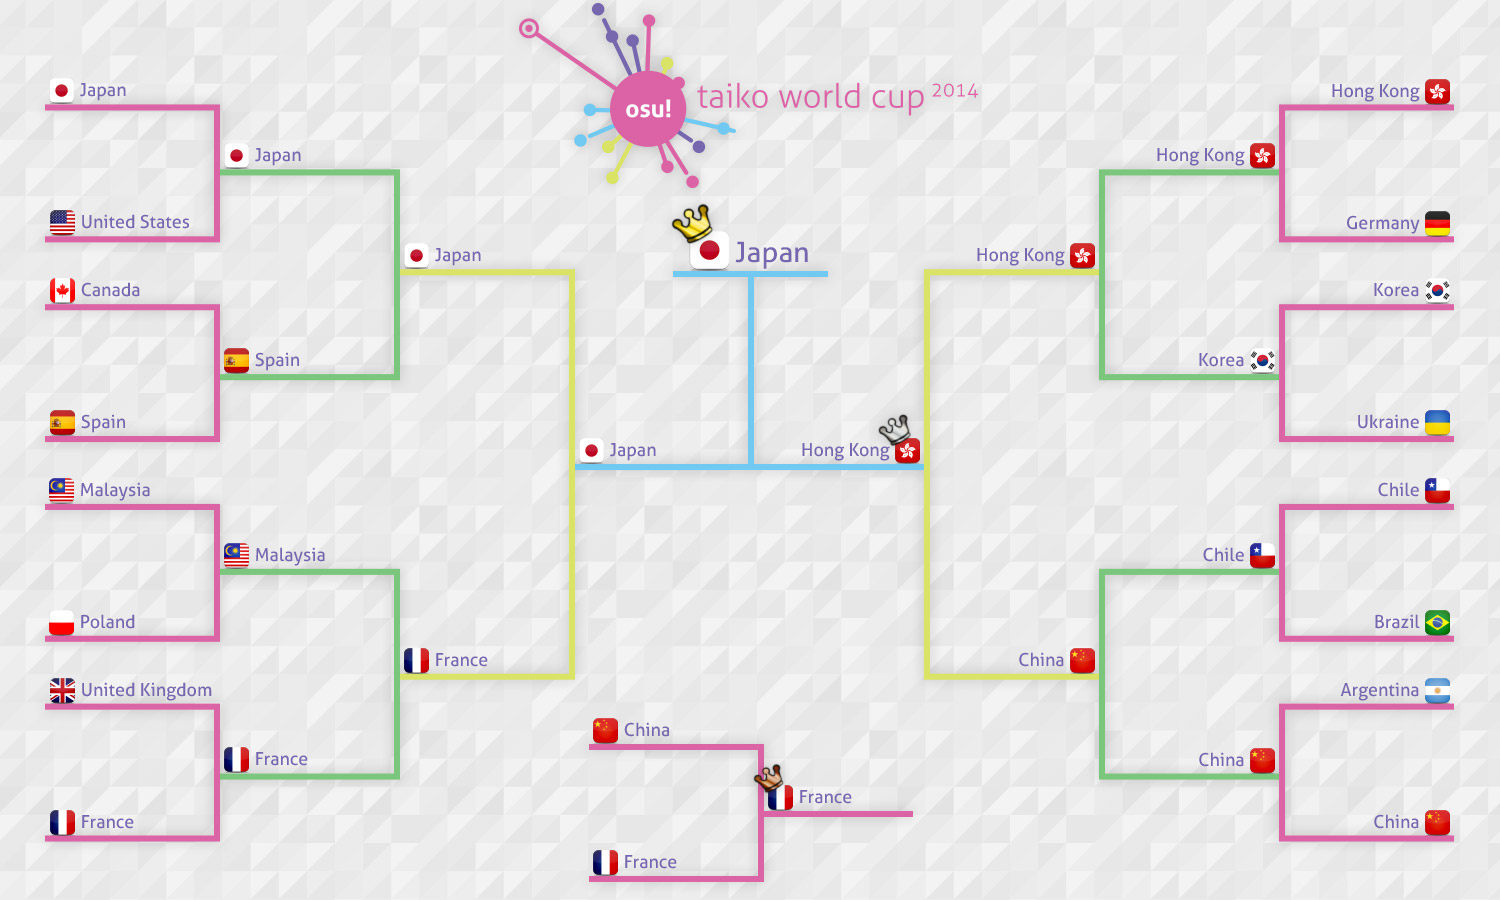 osu!
taiko world cup 2014
Japan
United States
Canada
Spain
Malaysia
Poland
United Kingdom
France
Japan
Spain
Malaysia
France
Japan
France
Japan
Japan
Hong Kong
China
France
France
Hong Kong
China
Hong Kong
Korea
Chile
China
Hong Kong
Germany
Korea
Ukraine
Chile
Brazil
Argentina
China